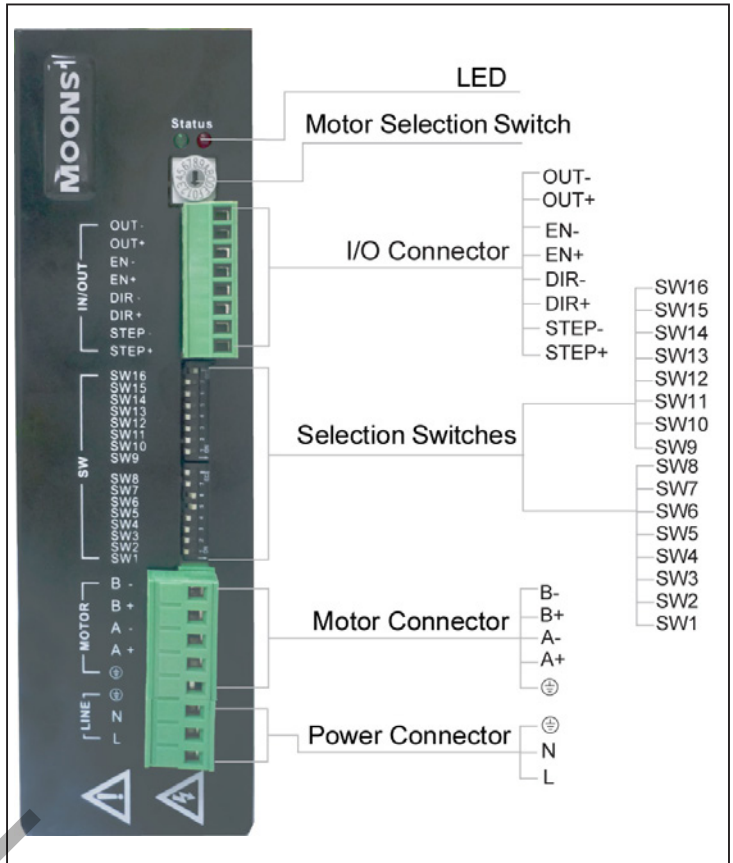 MOONS'
Status
LED
Motor Selection Switch
IN/OUT
OUT -
OUT+
EN -
EN+
DIR -
DIR+
STEP -
STEP+
I/O Connector
OUT-
OUT+
EN-
EN+
DIR-
DIR+
STEP-
STEP+
SW
SW16
SW15
SW14
SW13
SW12
SW11
SW10
SW9
SW8
SW7
SW6
SW5
SW4
SW3
SW2
SW1
Selection Switches
SW16
SW15
SW14
SW13
SW12
SW11
SW10
SW9
SW8
SW7
SW6
SW5
SW4
SW3
SW2
SW1
MOTOR
B -
B +
A -
A +
Motor Connector
B-
B+
A-
A+
LINE
N
L
Power Connector
N
L